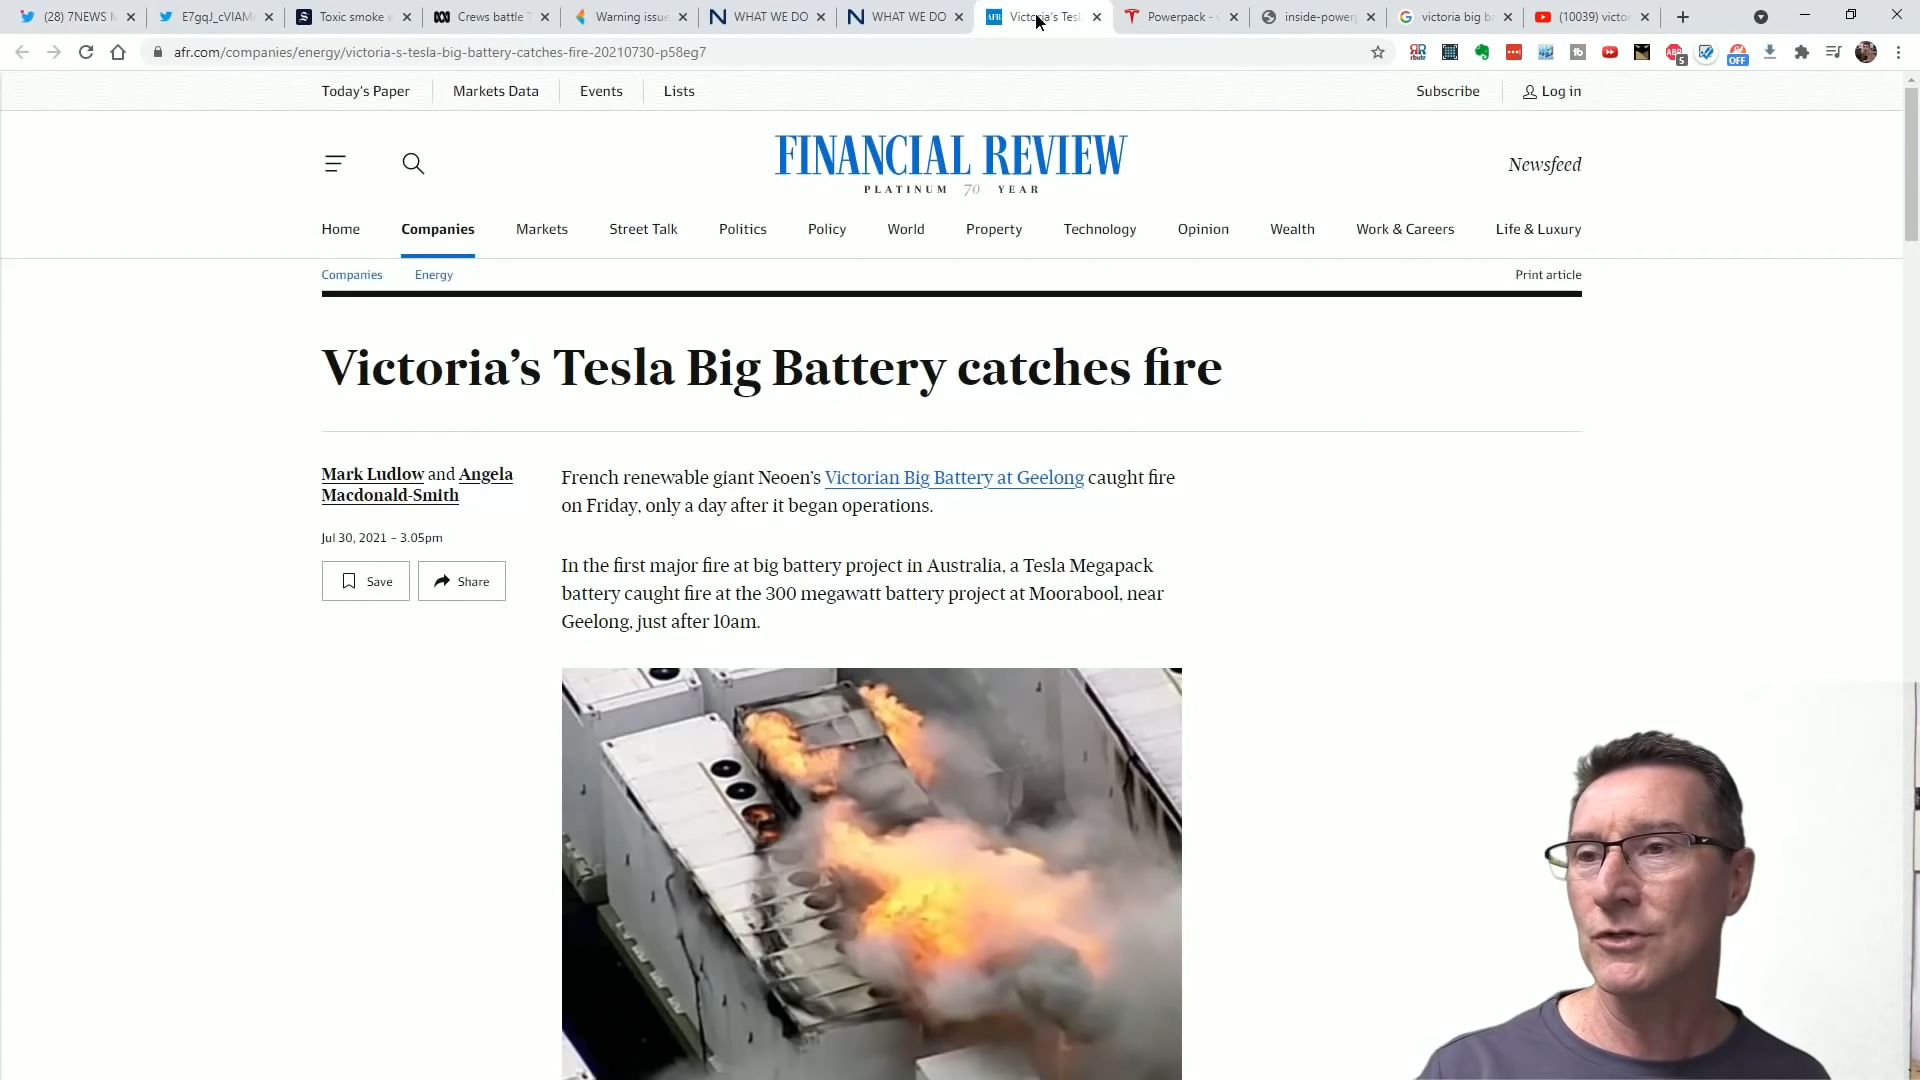 (28) 7NEWS M
E7gqJ_cVIAM
Toxic smoke w
Crews battle T
Warning issue
WHAT WE DO
WHAT WE DO
Victoria's Tesl
Powerpack -
inside-power
victoria big b
(10039) victo
afr.com/companies/energy/victoria-s-tesla-big-battery-catches-fire-20210730-p58eg7
OFF
Today's Paper
Markets Data
Events
Lists
Subscribe
Log in
FINANCIAL REVIEW
PLATINUM 70 YEAR
Newsfeed
Home
Companies
Markets
Street Talk
Politics
Policy
World
Property
Technology
Opinion
Wealth
Work & Careers
Life & Luxury
Companies
Energy
Print article
Victoria's Tesla Big Battery catches fire
Mark Ludlow and Angela
Macdonald-Smith
Jul 30, 2021 – 3.05pm
Save
Share
French renewable giant Neoen's Victorian Big Battery at Geelong caught fire
on Friday, only a day after it began operations.
In the first major fire at big battery project in Australia, a Tesla Megapack
battery caught fire at the 300 megawatt battery project at Moorabool, near
Geelong, just after 10am.